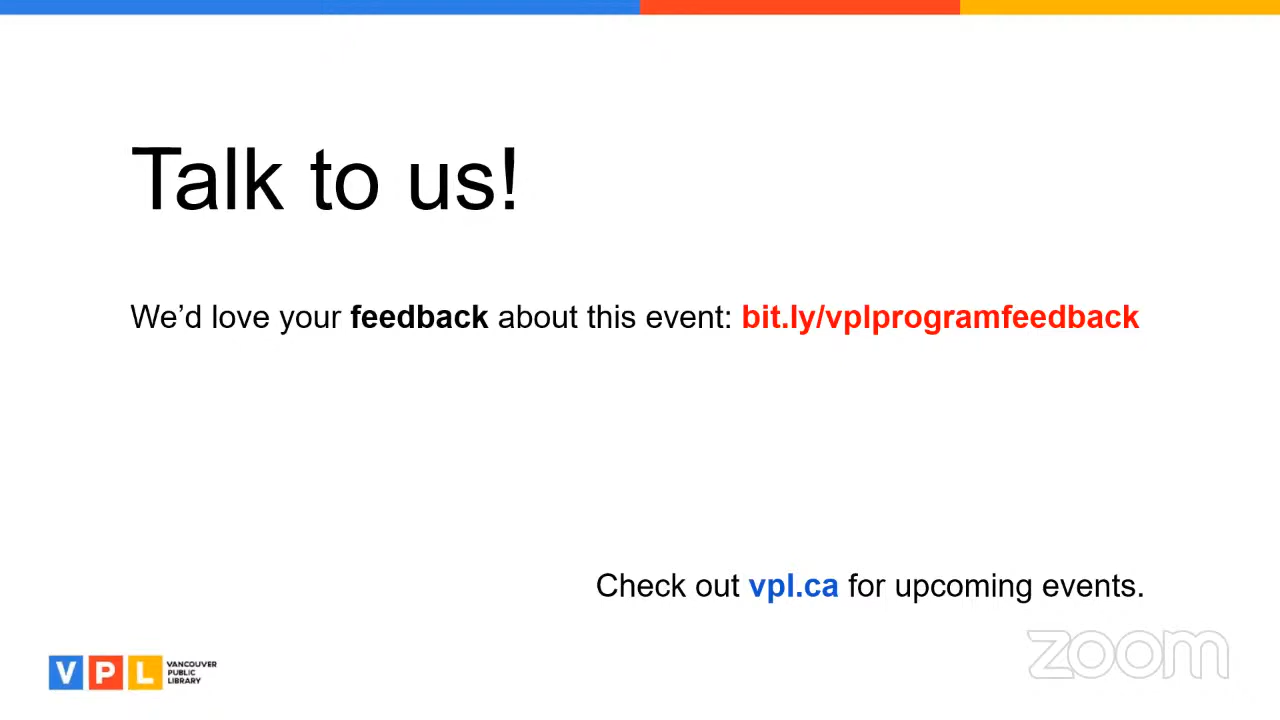 Talk to us!
We’d love your feedback about this event: bit.ly/vplprogramfeedback
Check out vpl.ca for upcoming events.
VPL
VANCOUVER
PUBLIC
LIBRARY
zoom